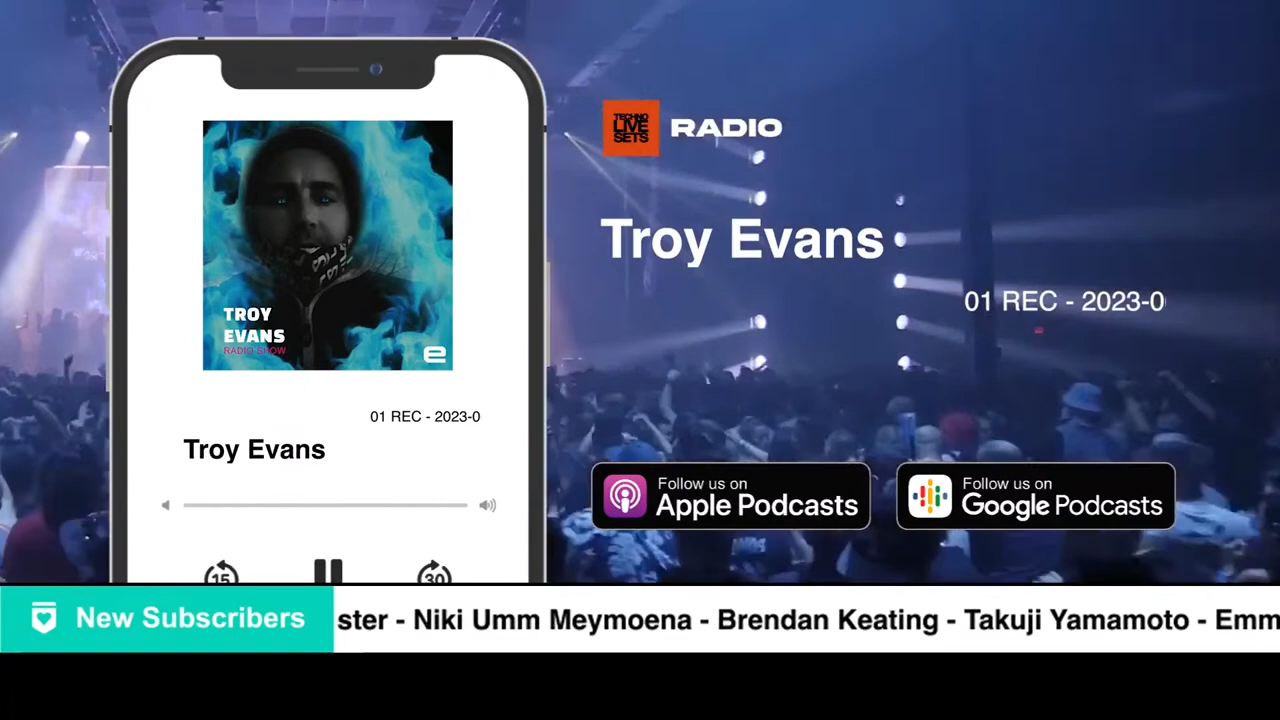 TECHNO
LIVE
SETS
RADIO
Troy Evans
01 REC - 2023-0
TROY
EVANS
RADIO SHOW
e
01 REC - 2023-0
Troy Evans
15
30
Follow us on
Apple Podcasts
Follow us on
Google Podcasts
New Subscribers
ster - Niki Umm Meymoena - Brendan Keating - Takuji Yamamoto - Emm